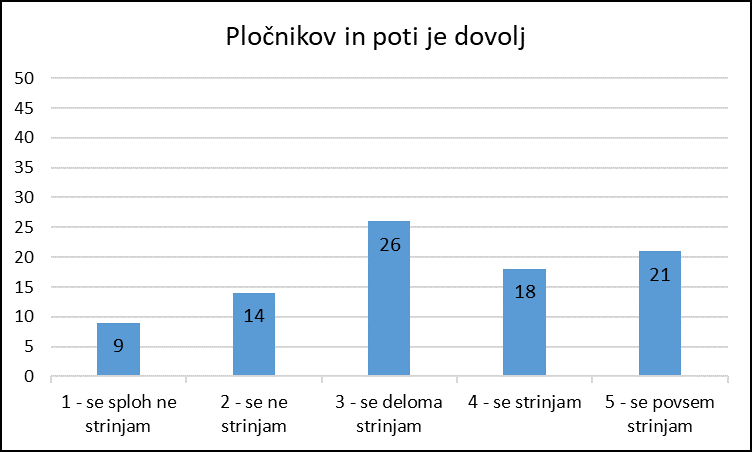 Pločnikov in poti je dovolj
50
45
40
35
30
25
20
15
10
5
0
9
14
26
18
21
1 - se sploh ne
strinjam
2 - se ne
strinjam
3 - se deloma
strinjam
4 - se strinjam
5 - se povsem
strinjam